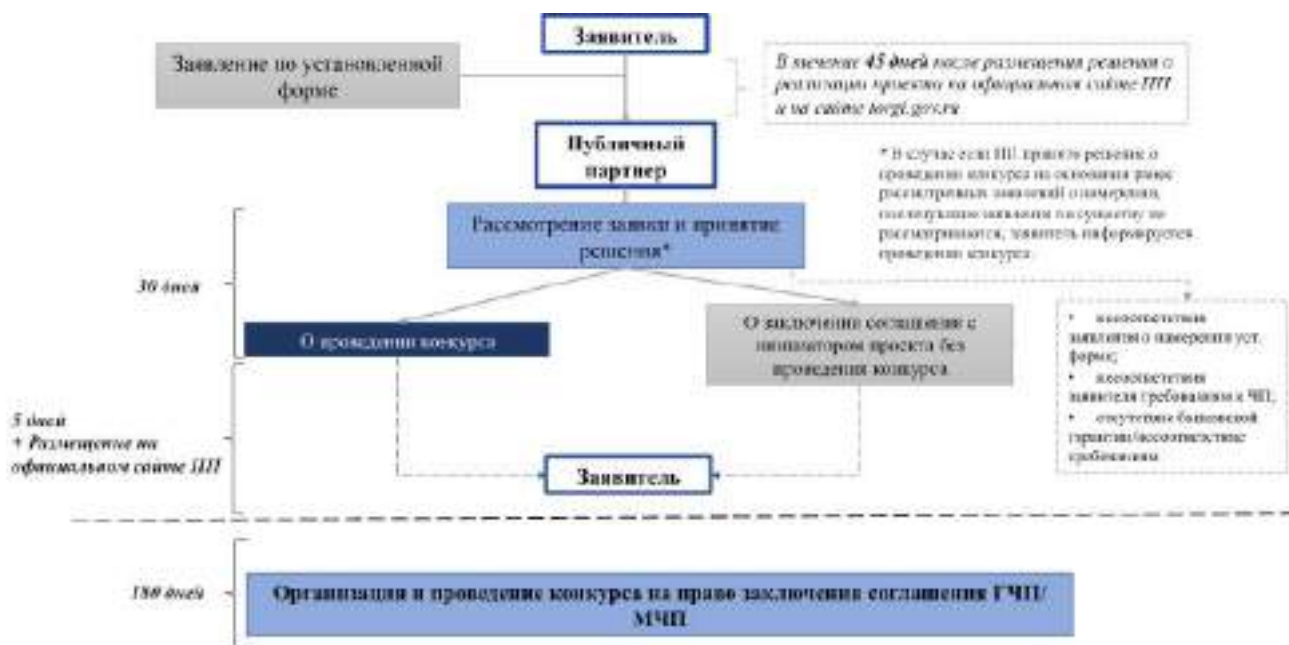 Заявитель
Заявление по установленной
форме
В течение 45 дней после размещения решения о
реализации проекта на официальном сайте ПП
и на сайте torgi.gov.ru
Публичный
партнер
* В случае если ПП принято решение о
проведении конкурса на основании ранее
рассмотренных заявлений о намерении,
последующие заявления по существу не
рассматриваются, заявитель информируется
проведении конкурса.
Рассмотрение заявки и принятие
решения*
30 дней
О проведении конкурса
О заключении соглашения с
инициатором проекта без
проведения конкурса
• несоответствия
заявления о намерении уст.
форме;
• несоответствия
заявителя требованиям к ЧП;
• отсутствия банковской
гарантии/несоответствие
требованиям
5 дней
+ Размещение на
официальном сайте ПП
Заявитель
180 дней
Организация и проведение конкурса на право заключения соглашения ГЧП/
МЧП